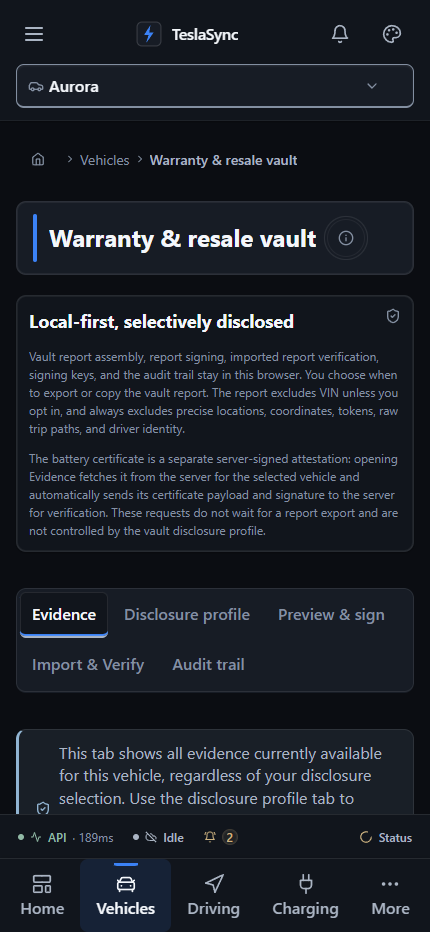 TeslaSync
Aurora
Vehicles
Warranty & resale vault
Warranty & resale vault
Local-first, selectively disclosed
Vault report assembly, report signing, imported report verification,
signing keys, and the audit trail stay in this browser. You choose when
to export or copy the vault report. The report excludes VIN unless you
opt in, and always excludes precise locations, coordinates, tokens, raw
trip paths, and driver identity.
The battery certificate is a separate server-signed attestation: opening
Evidence fetches it from the server for the selected vehicle and
automatically sends its certificate payload and signature to the server
for verification. These requests do not wait for a report export and are
not controlled by the vault disclosure profile.
Evidence
Disclosure profile
Preview & sign
Import & Verify
Audit trail
This tab shows all evidence currently available
for this vehicle, regardless of your disclosure
selection. Use the disclosure profile tab to
API · 189ms
Idle
2
Status
Home
Vehicles
Driving
Charging
More